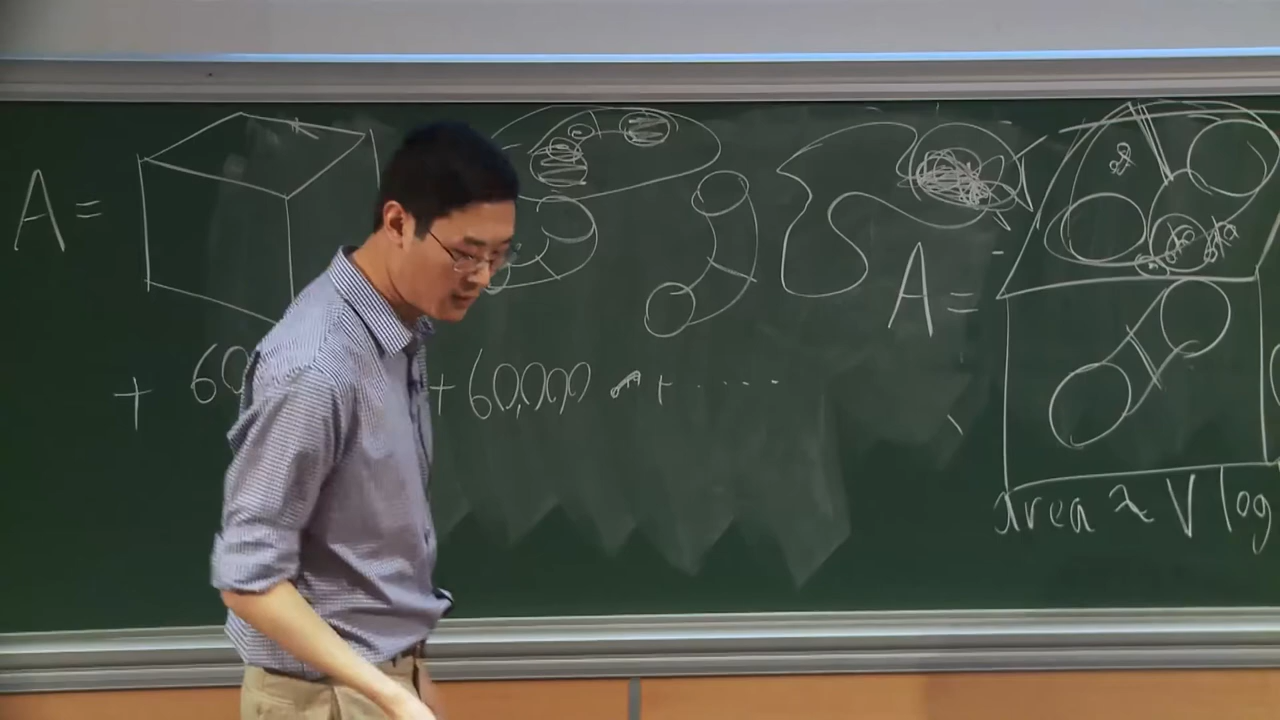 A =
A =
+ 60 + 60,000 + .....
area ≈ V log